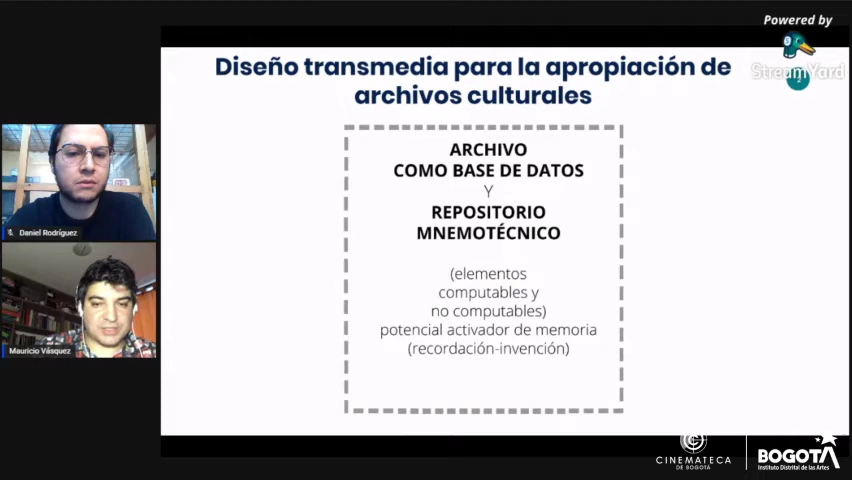 Powered by
StreamYard
Diseño transmedia para la apropiación de
archivos culturales
ARCHIVO
COMO BASE DE DATOS
Y
REPOSITORIO
MNEMOTÉCNICO
(elementos
computables y
no computables)
potencial activador de memoria
(recordación-invención)
Daniel Rodríguez
Mauricio Vásquez
CINEMATECA
DE BOGOTÁ
BOGOTÁ
Instituto Distrital de las Artes